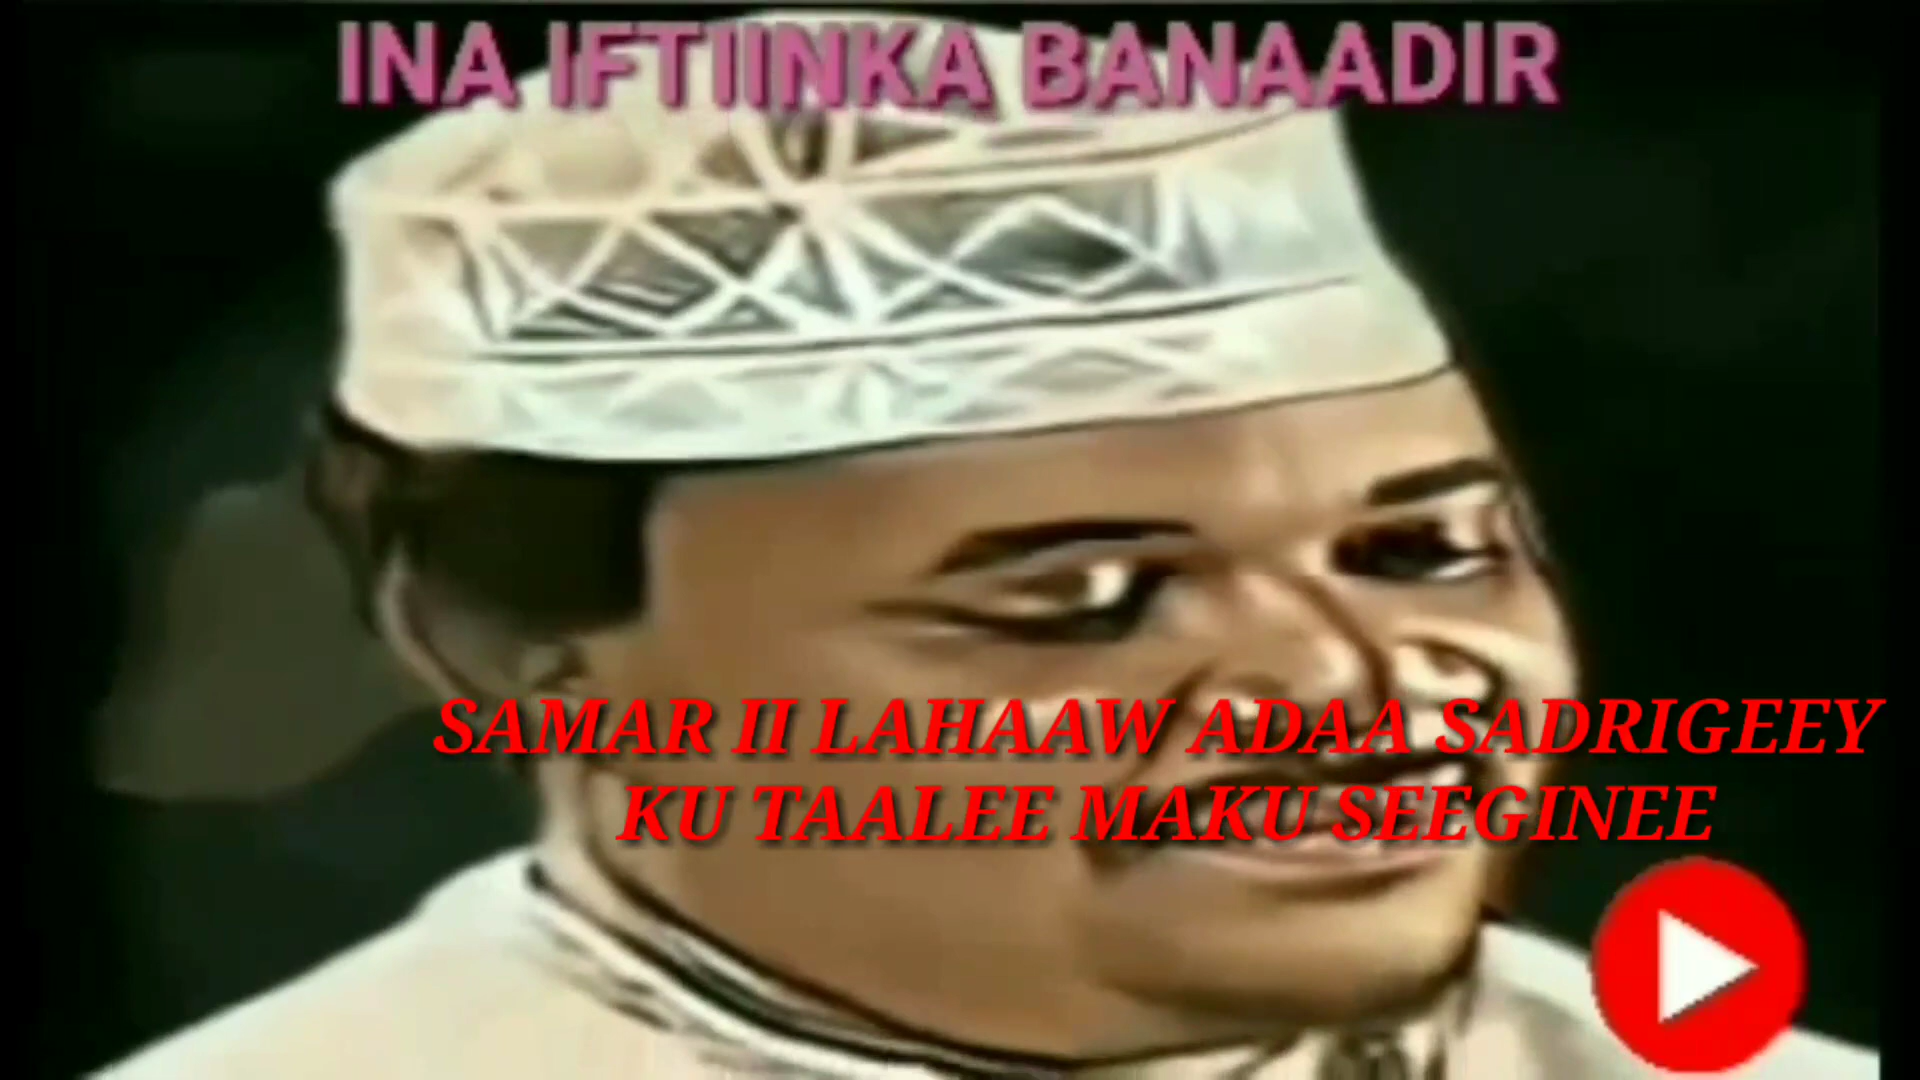 INA IFTIINKA BANAADIR
SAMAR II LAHAAW ADAA SADRIGEEY
KU TAALEE MAKU SEEGINEE